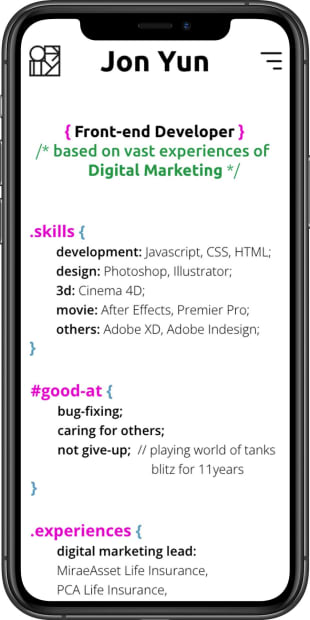 Jon Yun
{ Front-end Developer }
/* based on vast experiences of
Digital Marketing */
.skills {
development: Javascript, CSS, HTML;
design: Photoshop, Illustrator;
3d: Cinema 4D;
movie: After Effects, Premier Pro;
others: Adobe XD, Adobe Indesign;
}
#good-at {
bug-fixing;
caring for others;
not give-up; // playing world of tanks
blitz for 11years
}
.experiences {
digital marketing lead:
MiraeAsset Life Insurance,
PCA Life Insurance,